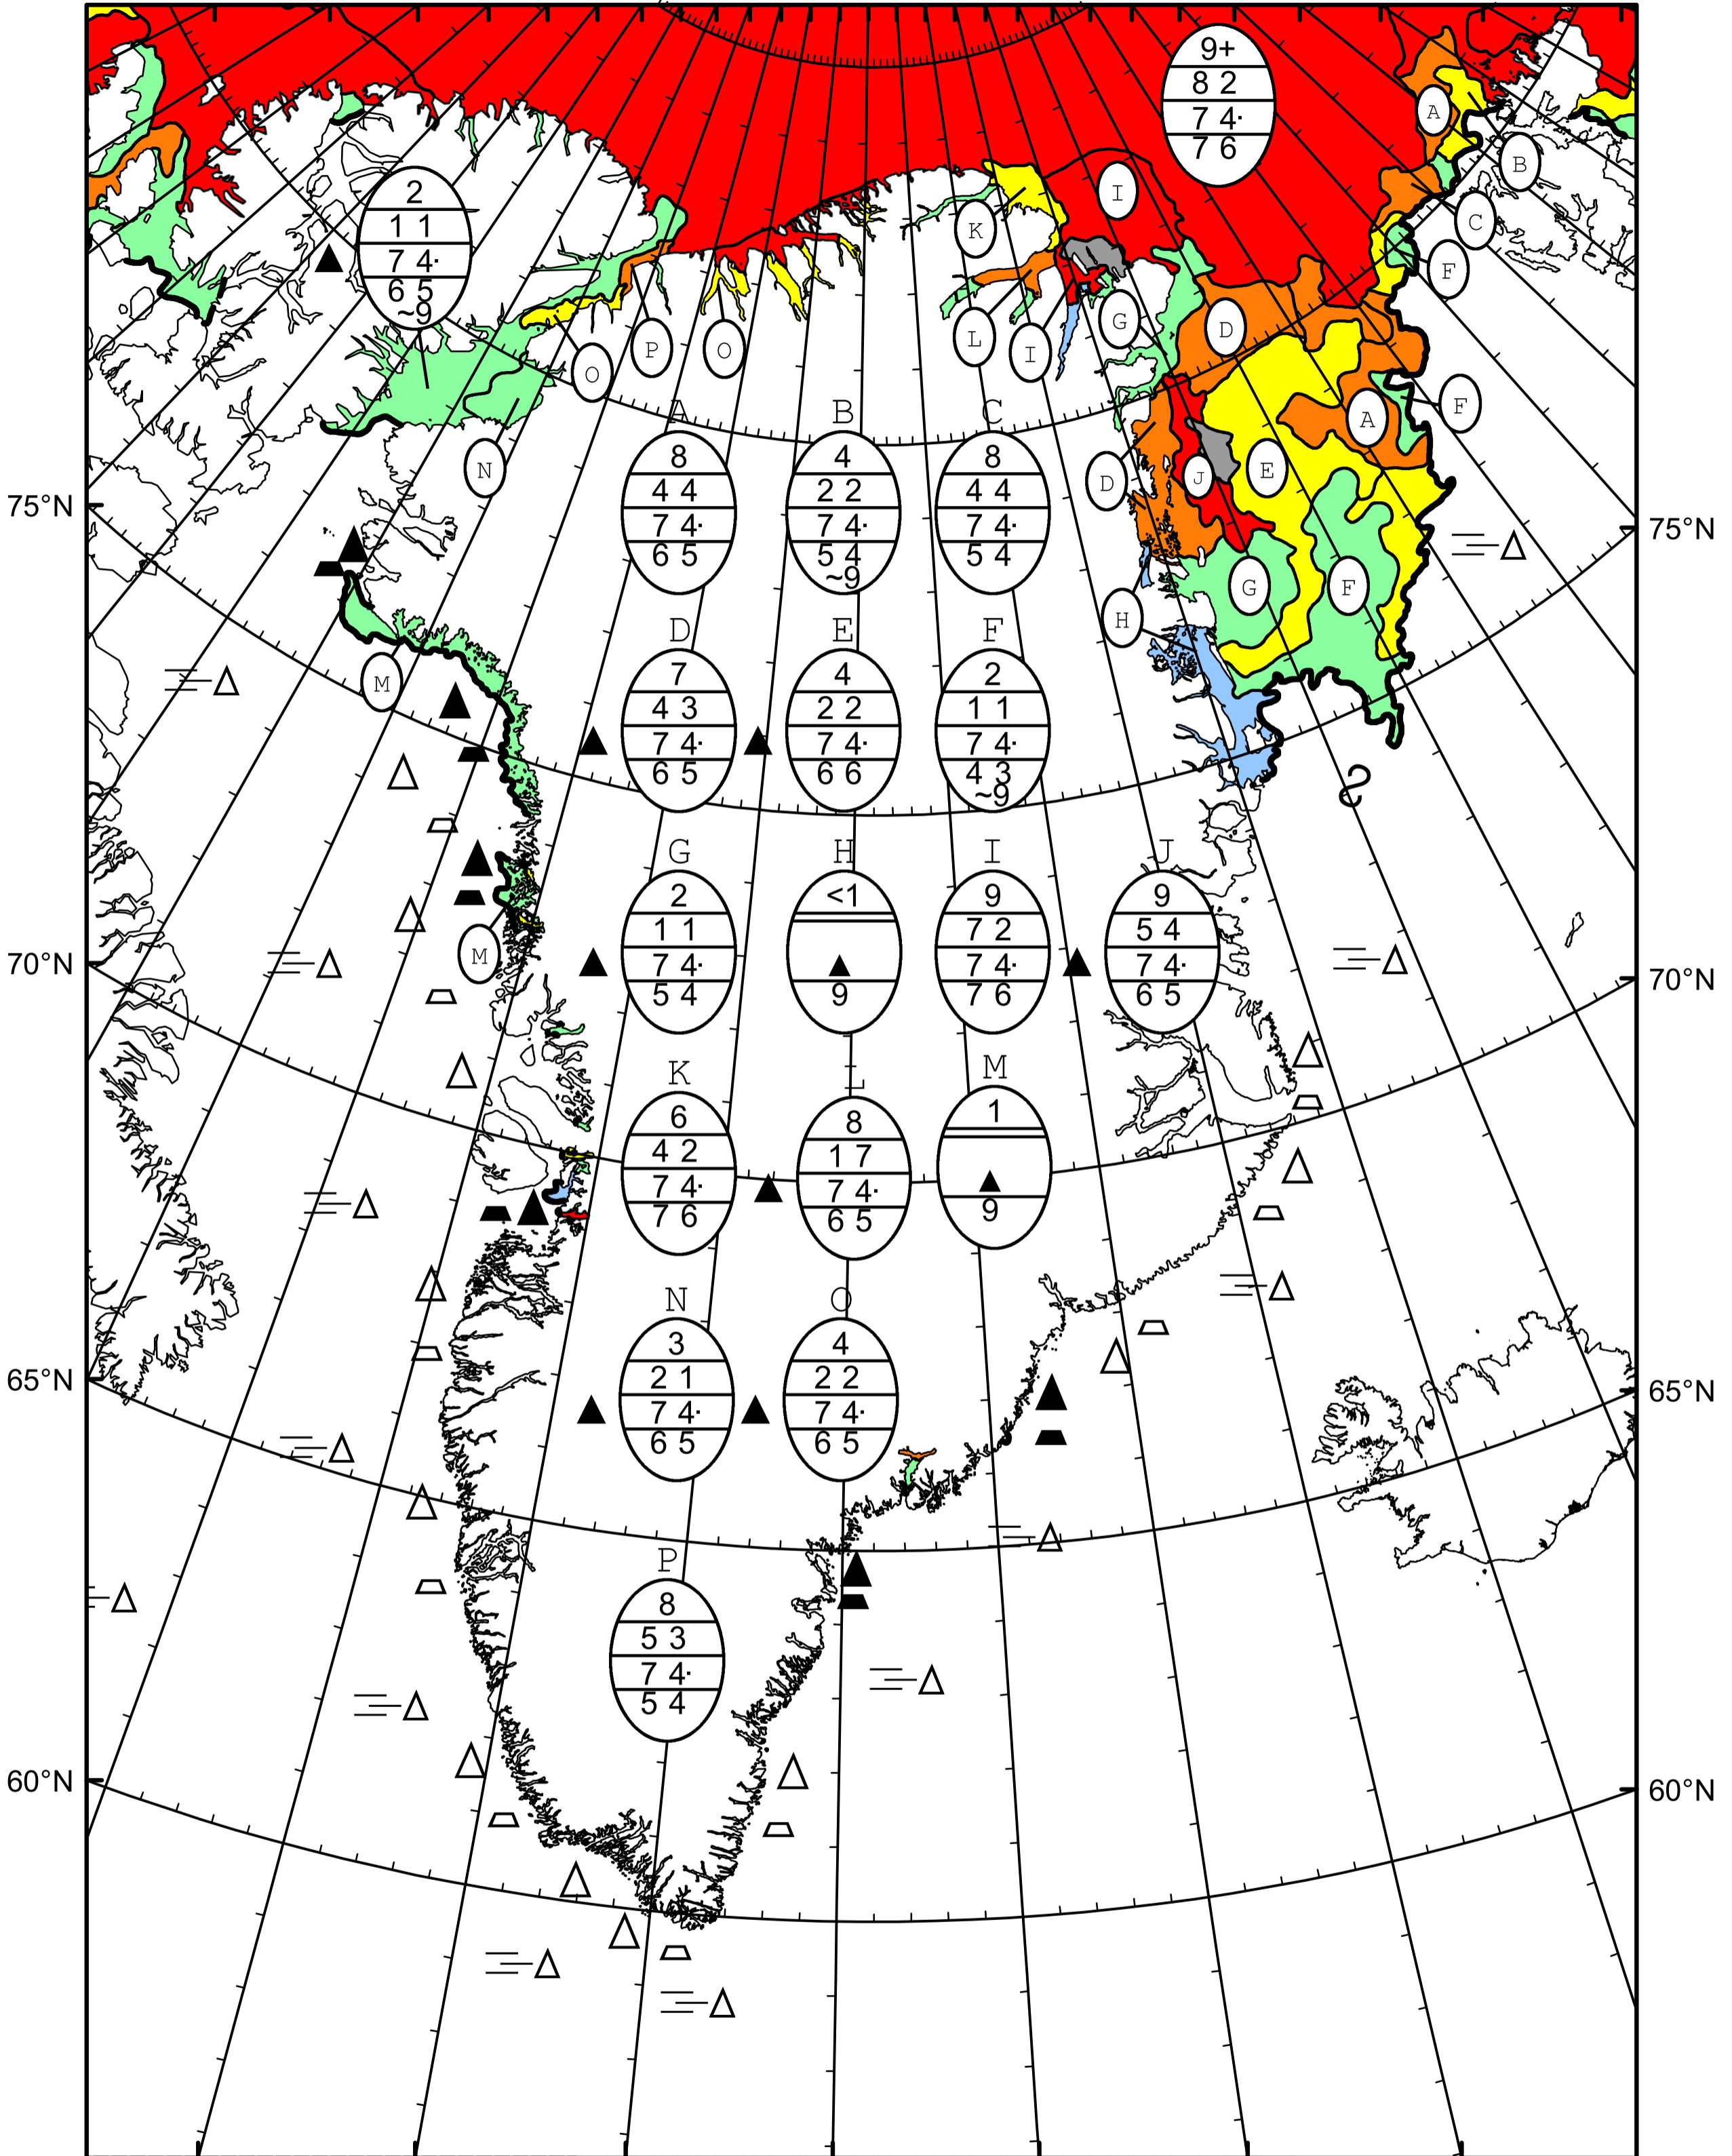 9+
8 2
7 4·
7 6
A
B
2
1 1
7 4·
6 5
~9
I
K
C
F
L
I
G
D
O
P
O
N
D
J
E
A
F
75°N
75°N
A
8
4 4
7 4·
6 5
B
4
2 2
7 4·
5 4
~9
C
8
4 4
7 4·
5 4
G
F
H
M
D
7
4 3
7 4·
6 5
E
4
2 2
7 4·
6 6
F
2
1 1
7 4·
4 3
~9
G
2
1 1
7 4·
5 4
H
<1
9
I
9
7 2
7 4·
7 6
J
9
5 4
7 4·
6 5
M
70°N
70°N
K
6
4 2
7 4·
7 6
L
8
1 7
7 4·
6 5
M
1
9
N
3
2 1
7 4·
6 5
O
4
2 2
7 4·
6 5
65°N
65°N
P
8
5 3
7 4·
5 4
60°N
60°N